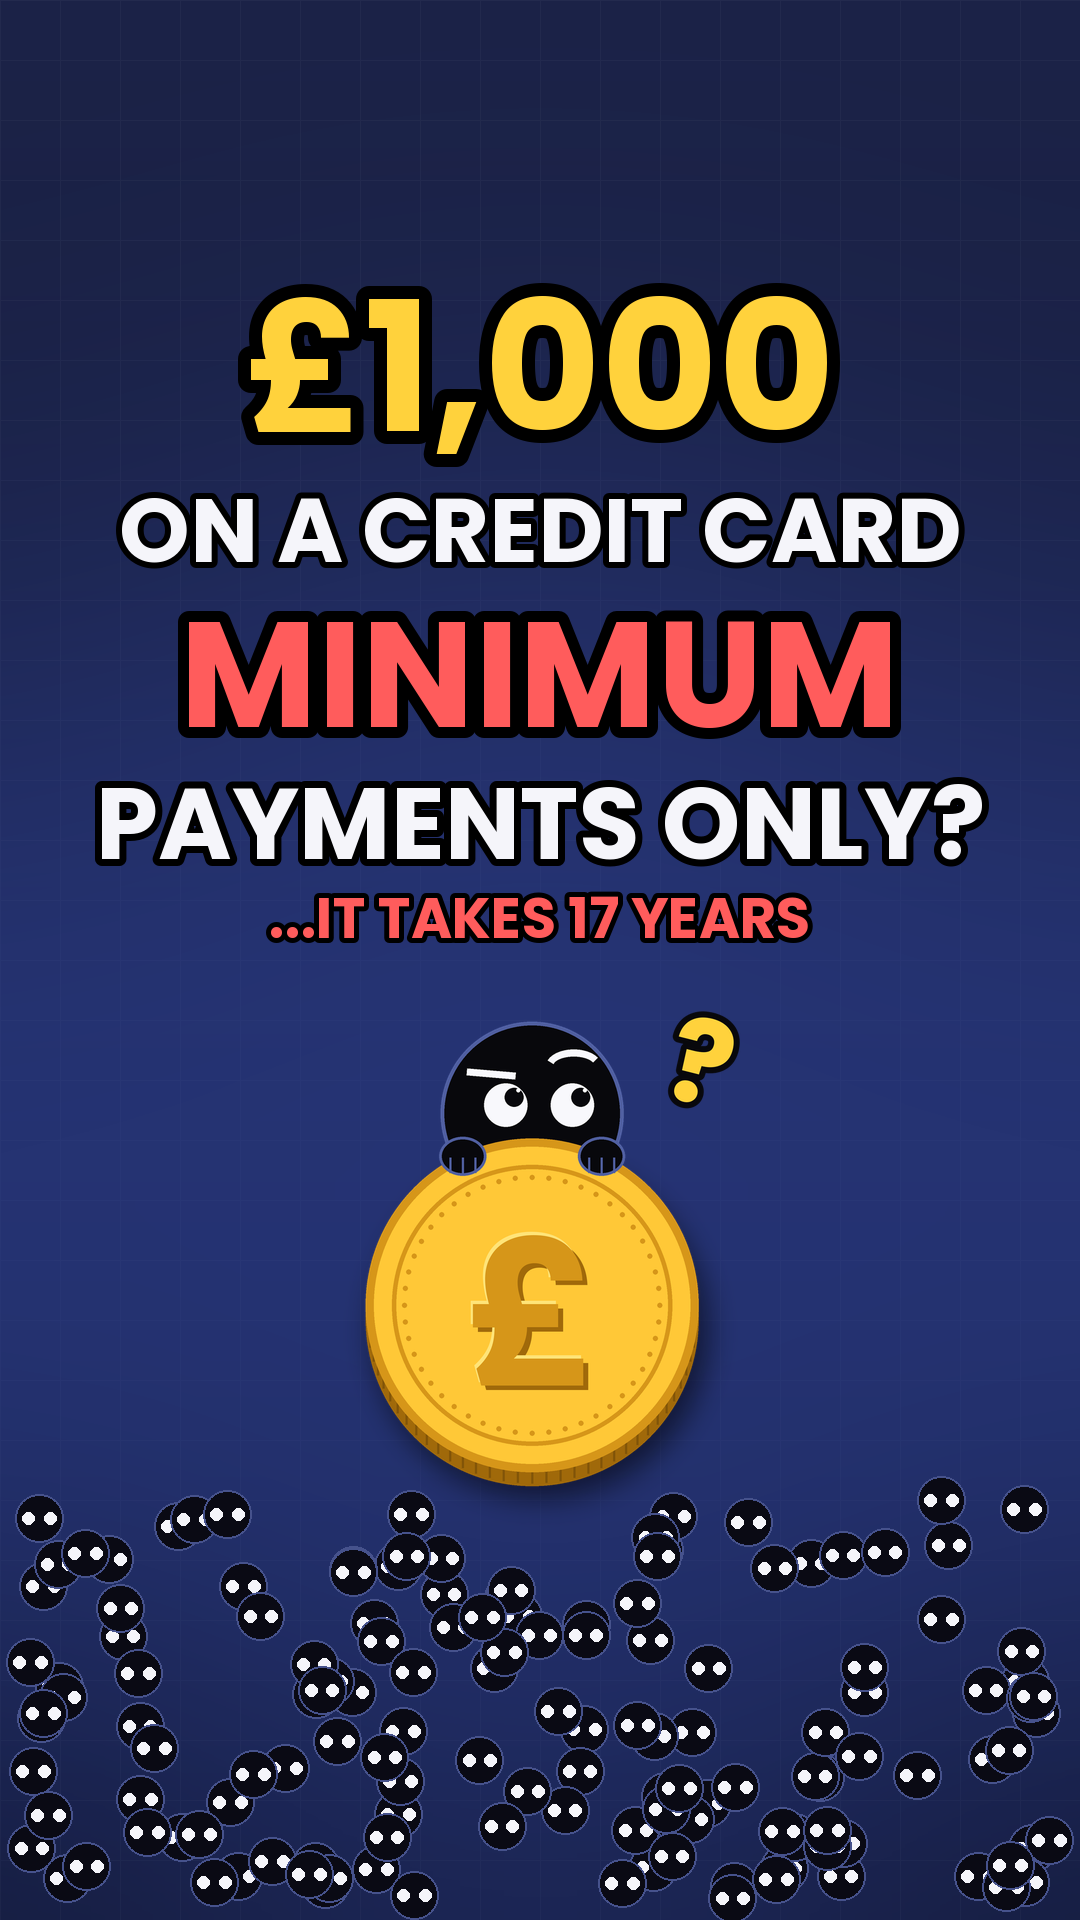 £1,000
ON A CREDIT CARD
MINIMUM
PAYMENTS ONLY?
...IT TAKES 17 YEARS
?
£